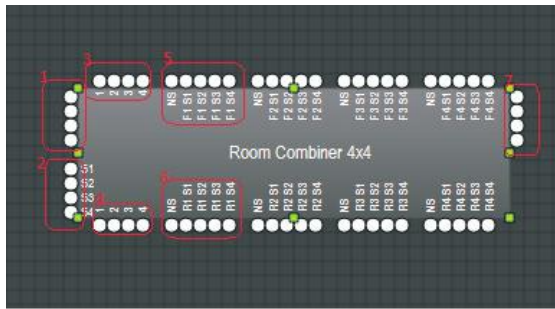 3
5
1
7
1 2 3 4
NS F1 S1 F1 S2 F1 S3 F1 S4
NS F2 S1 F2 S2 F2 S3 F2 S4
NS F3 S1 F3 S2 F3 S3 F3 S4
NS F4 S1 F4 S2 F4 S3 F4 S4
Room Combiner 4x4
2
S1
S2
S3
S4
6
1 2 3 4
NS R1 S1 R1 S2 R1 S3 R1 S4
NS R2 S1 R2 S2 R2 S3 R2 S4
NS R3 S1 R3 S2 R3 S3 R3 S4
NS R4 S1 R4 S2 R4 S3 R4 S4